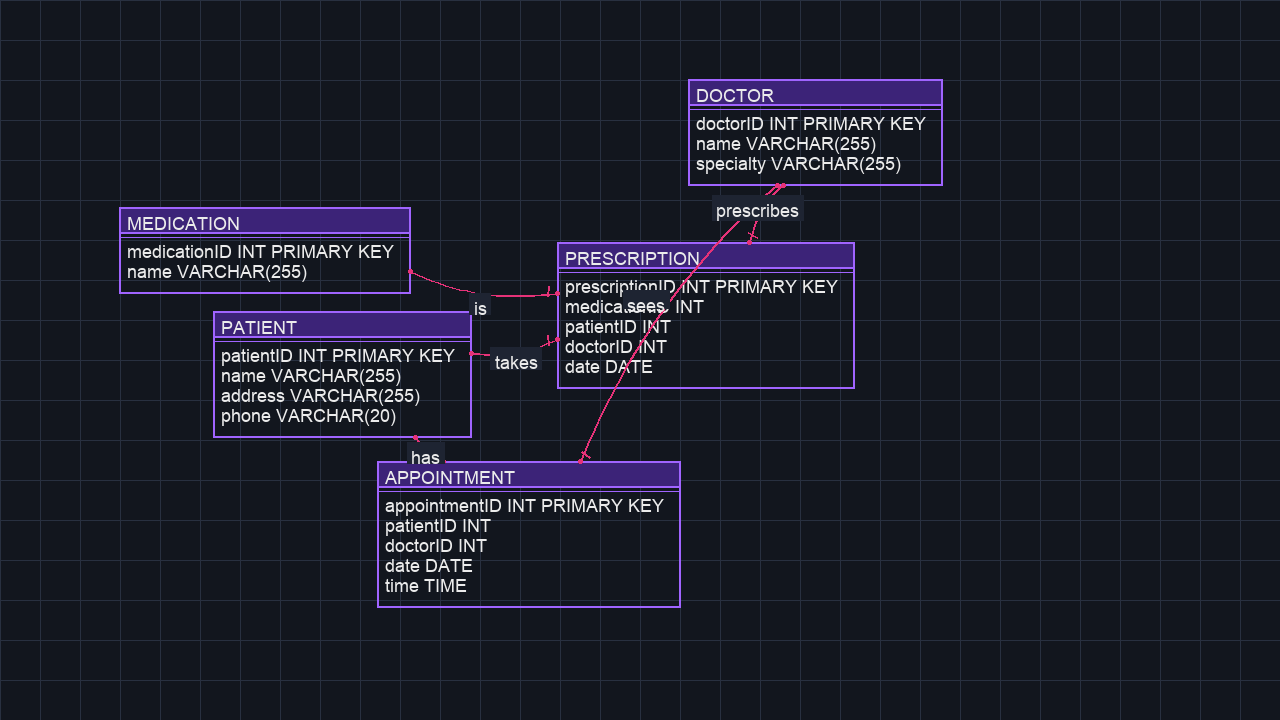 DOCTOR
doctorID INT PRIMARY KEY
name VARCHAR(255)
specialty VARCHAR(255)
prescribes
MEDICATION
medicationID INT PRIMARY KEY
name VARCHAR(255)
is
PRESCRIPTION
prescriptionID INT PRIMARY KEY
INT
sees
patientID INT
doctorID INT
date DATE
PATIENT
patientID INT PRIMARY KEY
name VARCHAR(255)
address VARCHAR(255)
phone VARCHAR(20)
takes
has
APPOINTMENT
appointmentID INT PRIMARY KEY
patientID INT
doctorID INT
date DATE
time TIME